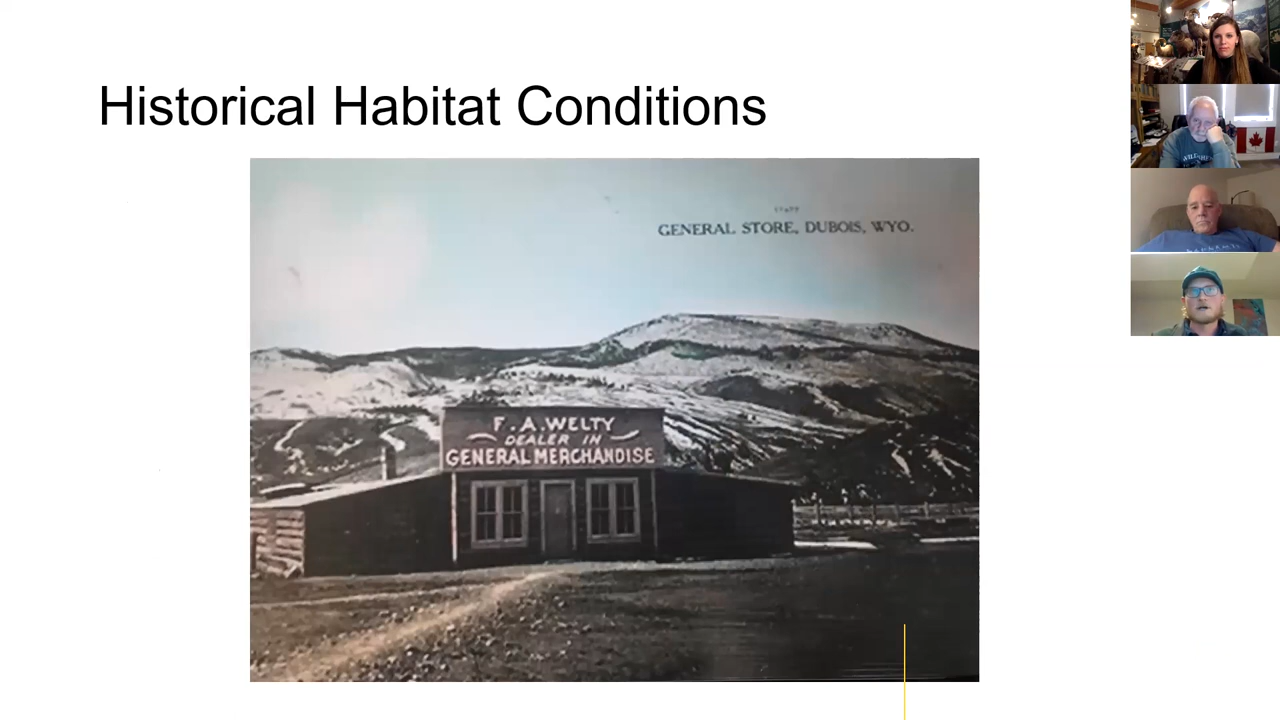 Historical Habitat Conditions
GENERAL STORE, DUBOIS, WYO.
F. A. WELTY
DEALER IN
GENERAL MERCHANDISE